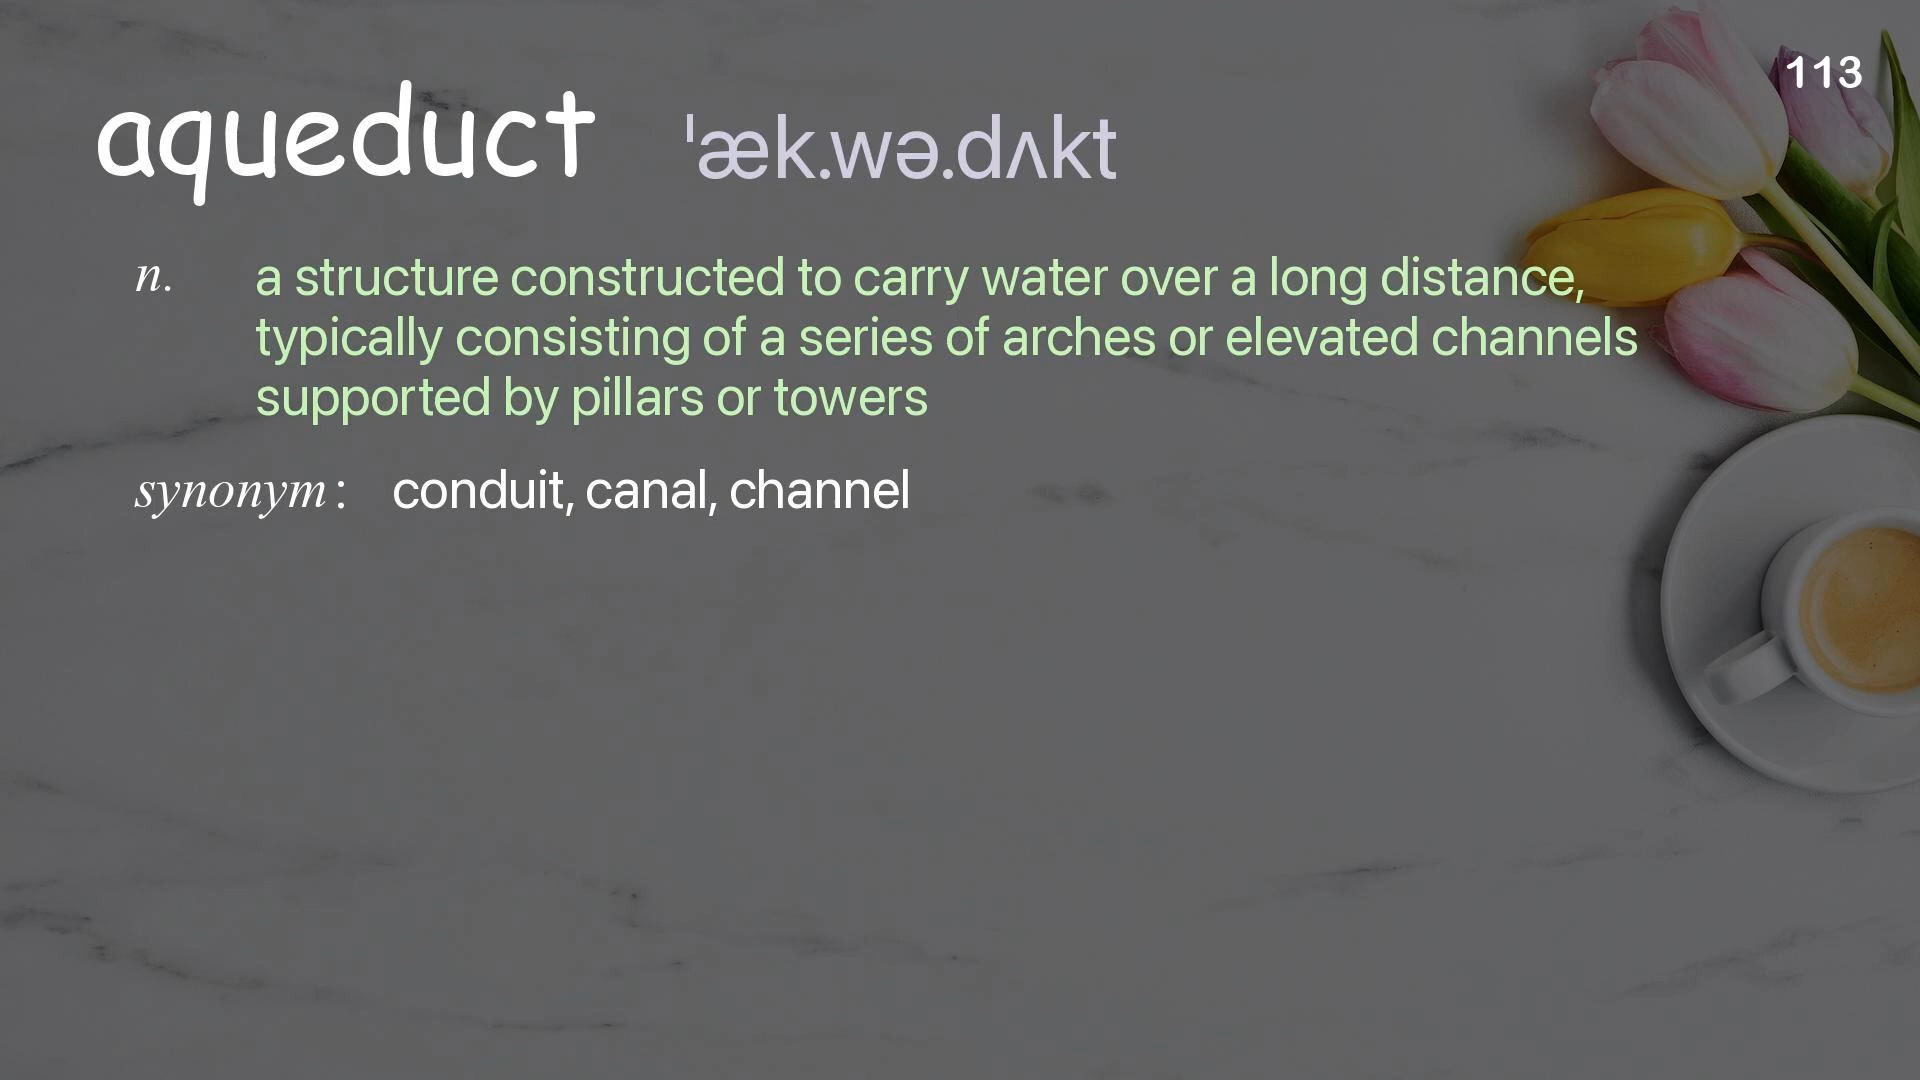 113
aqueduct ˈæk.wə.dʌkt
n. a structure constructed to carry water over a long distance,
typically consisting of a series of arches or elevated channels
supported by pillars or towers
synonym : conduit, canal, channel